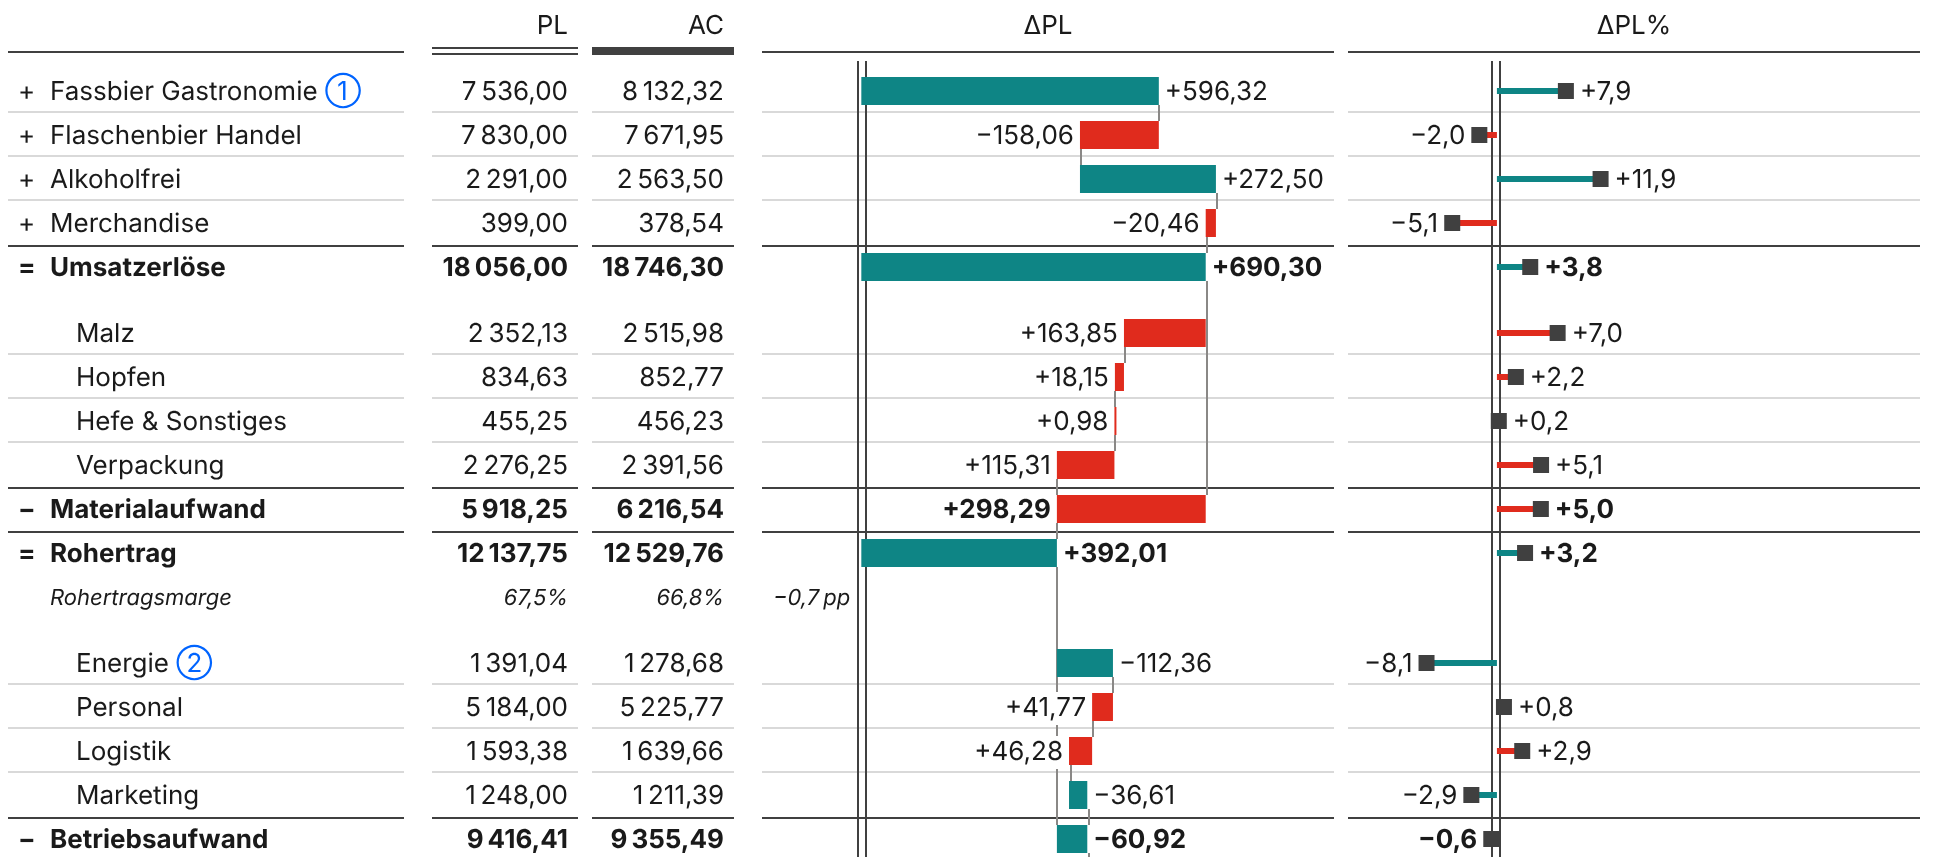 PL AC ΔPL ΔPL%
+ Fassbier Gastronomie 1 7 536,00 8 132,32 +596,32 +7,9
+ Flaschenbier Handel 7 830,00 7 671,95 −158,06 −2,0
+ Alkoholfrei 2 291,00 2 563,50 +272,50 +11,9
+ Merchandise 399,00 378,54 −20,46 −5,1
= Umsatzerlöse 18 056,00 18 746,30 +690,30 +3,8
Malz 2 352,13 2 515,98 +163,85 +7,0
Hopfen 834,63 852,77 +18,15 +2,2
Hefe & Sonstiges 455,25 456,23 +0,98 +0,2
Verpackung 2 276,25 2 391,56 +115,31 +5,1
− Materialaufwand 5 918,25 6 216,54 +298,29 +5,0
= Rohertrag 12 137,75 12 529,76 +392,01 +3,2
Rohertragsmarge 67,5% 66,8% −0,7 pp
Energie 2 1 391,04 1 278,68 −112,36 −8,1
Personal 5 184,00 5 225,77 +41,77 +0,8
Logistik 1 593,38 1 639,66 +46,28 +2,9
Marketing 1 248,00 1 211,39 −36,61 −2,9
− Betriebsaufwand 9 416,41 9 355,49 −60,92 −0,6